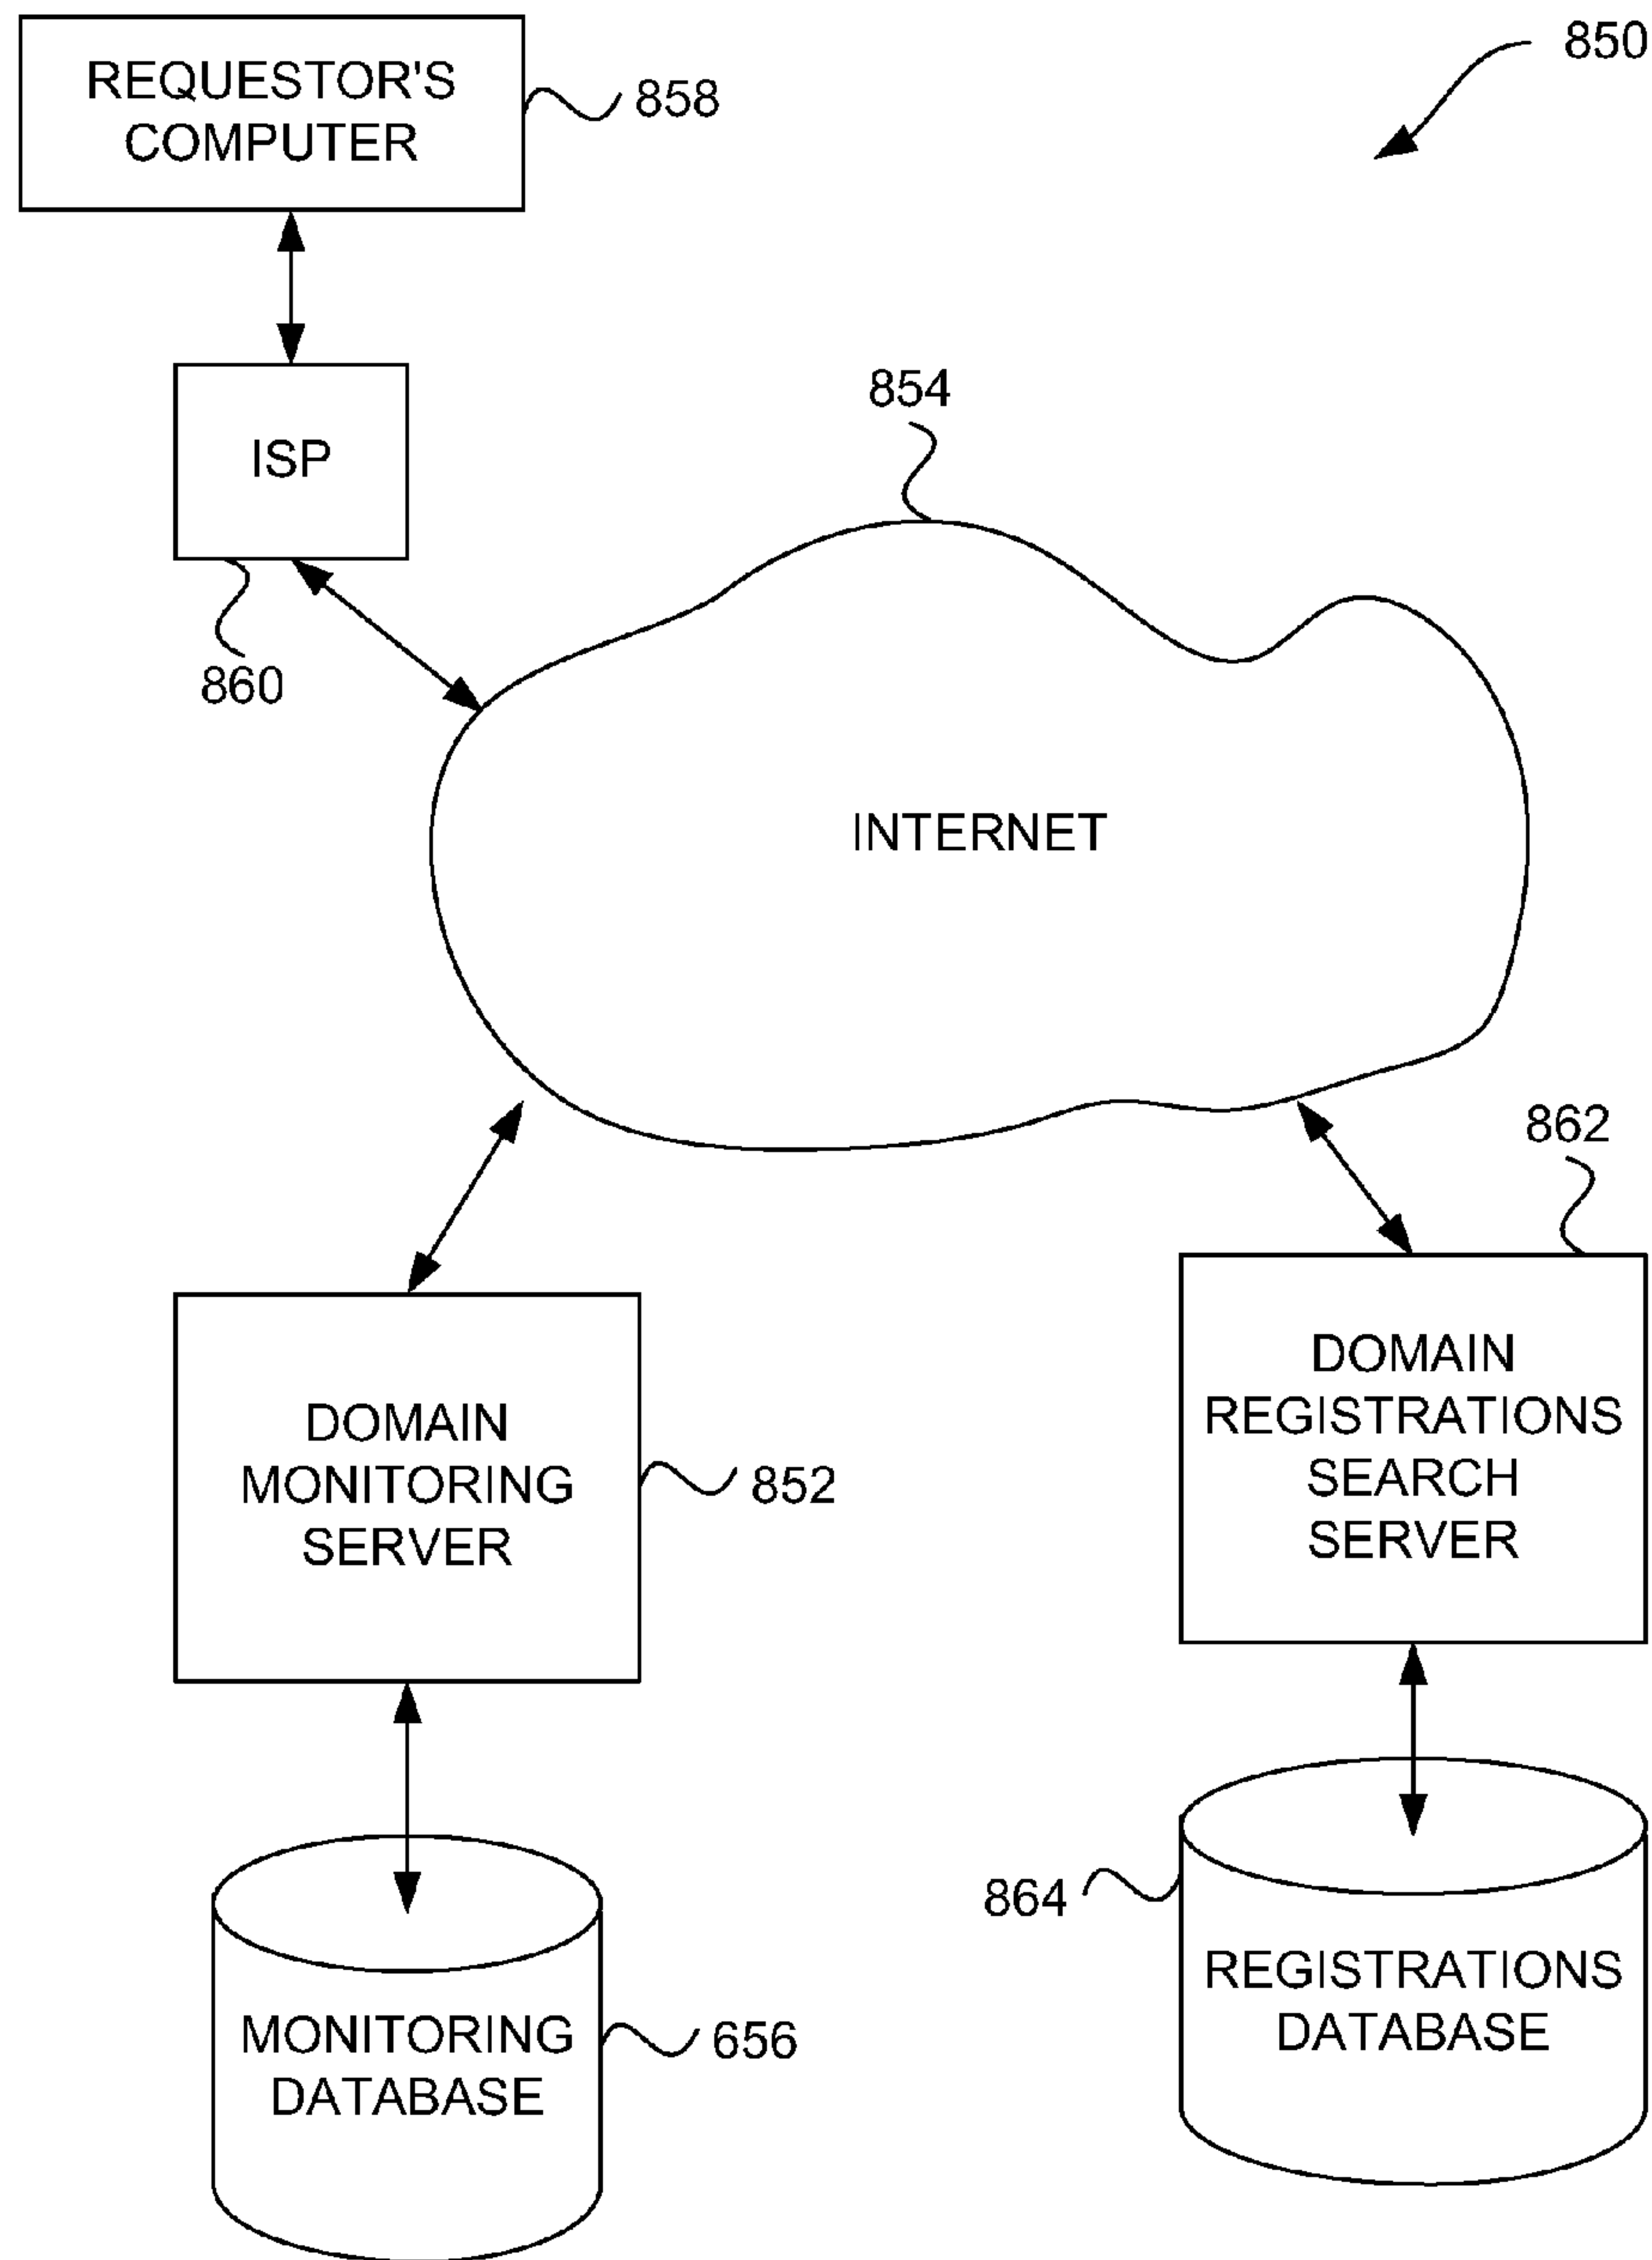 850
REQUESTOR'S
COMPUTER
858
854
ISP
860
INTERNET
862
DOMAIN
MONITORING
SERVER
852
DOMAIN
REGISTRATIONS
SEARCH
SERVER
864
REGISTRATIONS
DATABASE
MONITORING
DATABASE
656